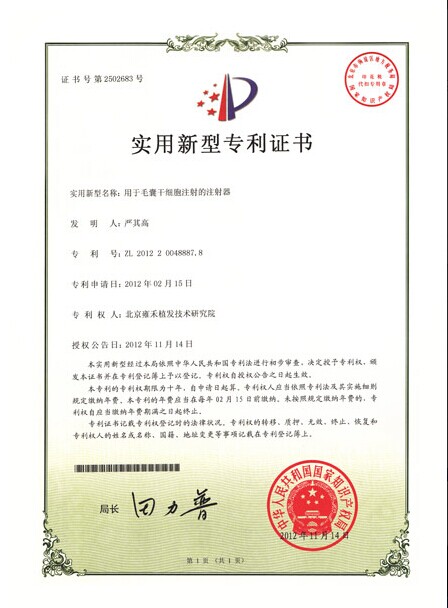 证书号第2502683号
印花税
代扣专用章
实用新型专利证书
实用新型名称：用于毛囊干细胞注射的注射器
发明人：严其高
专利号：ZL 2012 2 0048887.8
专利申请日：2012年02月15日
专利权人：北京雍禾植发技术研究院
授权公告日：2012年11月14日
本实用新型经过本局依照中华人民共和国专利法进行初步审查，决定授予专利权，颁
发本证书并在专利登记簿上予以登记。专利权自授权公告之日起生效。
本专利的专利权期限为十年，自申请日起算。专利权人应当依照专利法及其实施细则
规定缴纳年费。本专利的年费应当在每年02月15日前缴纳。未按照规定缴纳年费的，专
利权自应当缴纳年费期满之日起终止。
专利证书记载专利权登记时的法律状况。专利权的转移、质押、无效、终止、恢复和
专利权人的姓名或名称、国籍、地址变更等事项记载在专利登记簿上。
局长 田力普
中华人民共和国国家知识产权局
2012年11月14日
第1页（共1页）